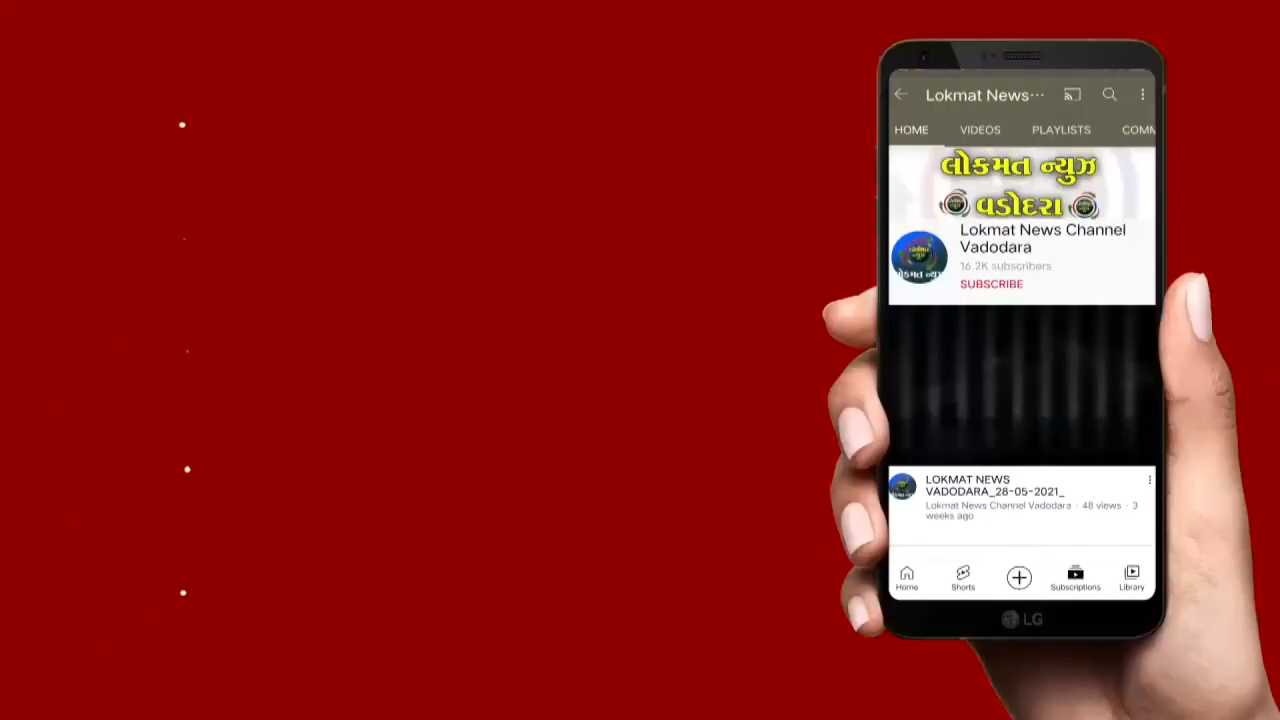 Lokmat News...
HOME VIDEOS PLAYLISTS COMM
લોકમત ન્યુઝ
વડોદરા
Lokmat News Channel
Vadodara
16.2K subscribers
SUBSCRIBE
LOKMAT NEWS
VADODARA_28-05-2021_
Lokmat News Channel Vadodara · 48 views · 3
weeks ago
Home Shorts Subscriptions Library
LG